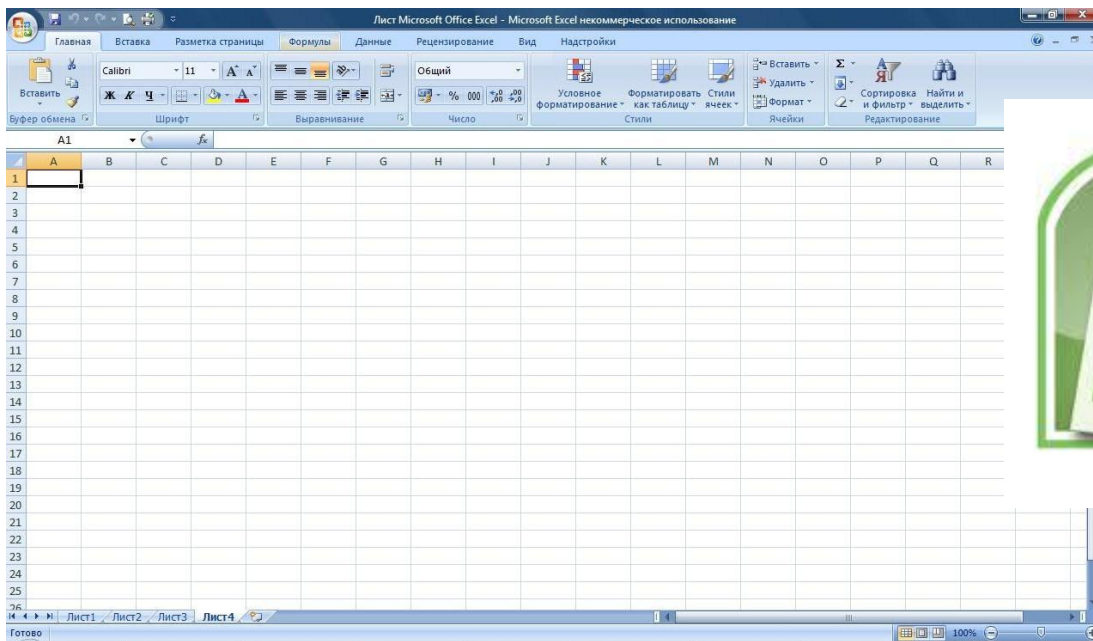 Лист Microsoft Office Excel - Microsoft Excel некоммерческое использование
Главная Вставка Разметка страницы Формулы Данные Рецензирование Вид Надстройки
Вставить
Calibri 11
Ж К Ч
Общий
% 000
Условное форматирование
Форматировать как таблицу
Стили ячеек
Вставить
Удалить
Формат
Σ
Сортировка и фильтр
Найти и выделить
Буфер обмена Шрифт Выравнивание Число Стили Ячейки Редактирование
A1 fx
A B C D E F G H I J K L M N O P Q R
1
2
3
4
5
6
7
8
9
10
11
12
13
14
15
16
17
18
19
20
21
22
23
24
25
26
Лист1 Лист2 Лист3 Лист4
Готово 100%